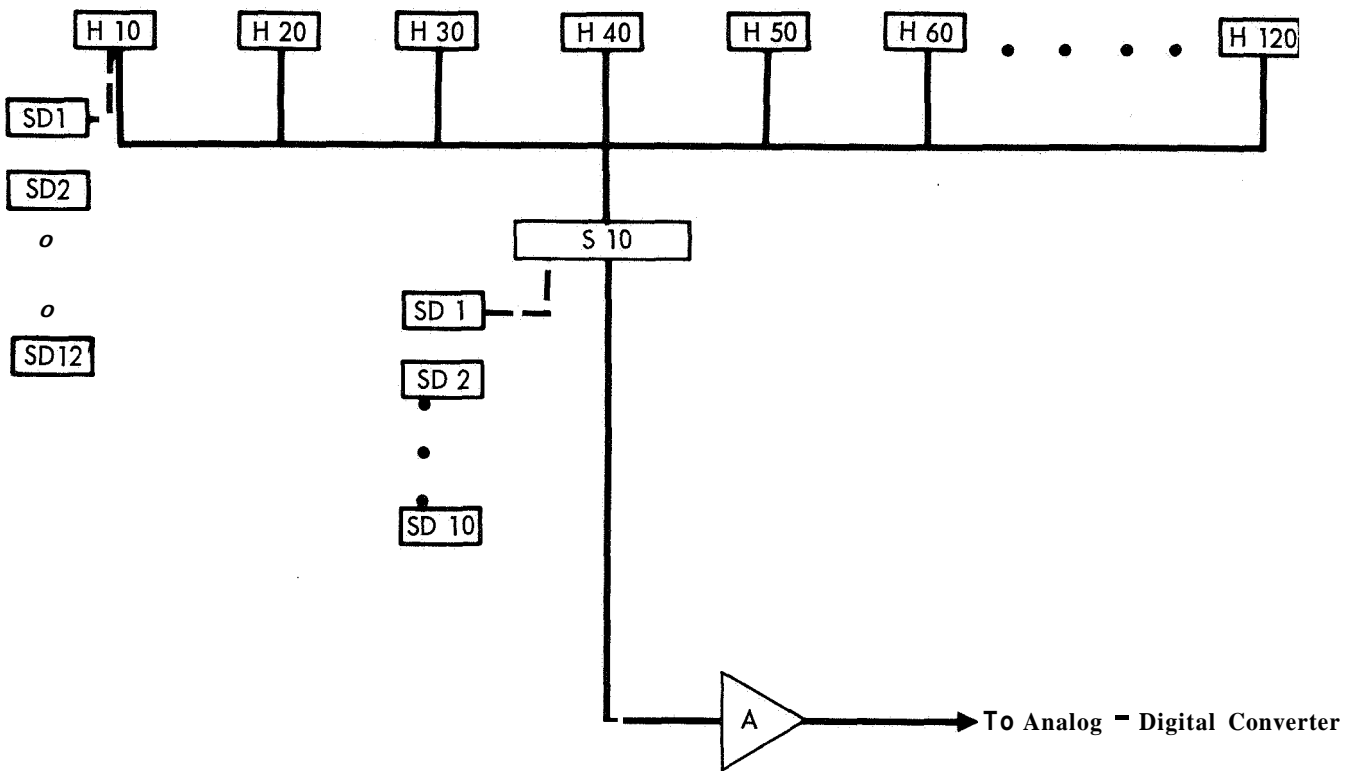 H 10 H 20 H 30 H 40 H 50 H 60 H 120
SD1
SD2
S 10
SD 1
SD12
SD 2
SD 10
A
To Analog - Digital Converter